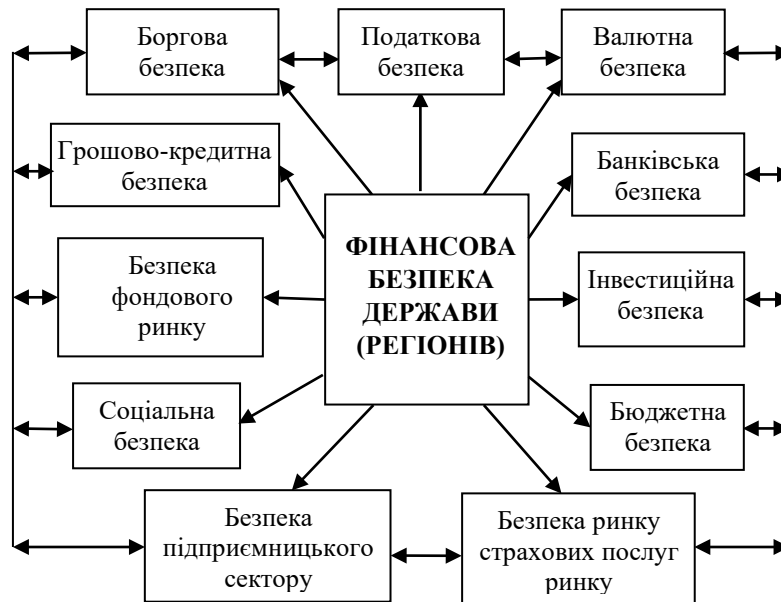 Боргова
безпека
Податкова
безпека
Валютна
безпека
Грошово-кредитна
безпека
Банківська
безпека
ФІНАНСОВА
БЕЗПЕКА
ДЕРЖАВИ
(РЕГІОНІВ)
Безпека
фондового
ринку
Інвестиційна
безпека
Соціальна
безпека
Бюджетна
безпека
Безпека
підприємницького
сектору
Безпека ринку
страхових послуг
ринку